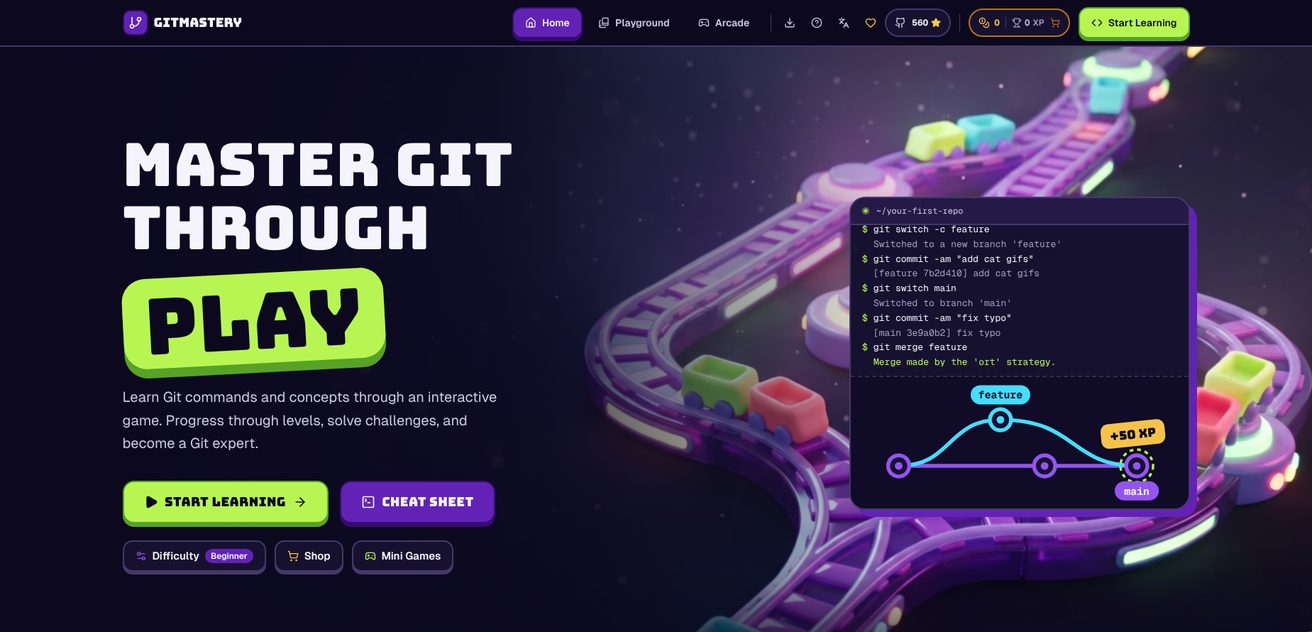 GITMASTERY
Home
Playground
Arcade
560
0
0 XP
Start Learning
MASTER GIT
THROUGH
PLAY
Learn Git commands and concepts through an interactive
game. Progress through levels, solve challenges, and
become a Git expert.
START LEARNING
CHEAT SHEET
Difficulty Beginner
Shop
Mini Games
~/your-first-repo
$ git switch -c feature
Switched to a new branch 'feature'
$ git commit -am "add cat gifs"
[feature 7b2d410] add cat gifs
$ git switch main
Switched to branch 'main'
$ git commit -am "fix typo"
[main 3e9a0b2] fix typo
$ git merge feature
Merge made by the 'ort' strategy.
feature
+50 XP
main